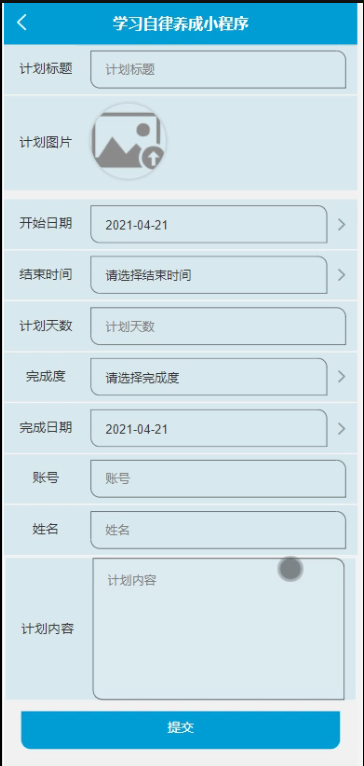 学习自律养成小程序
计划标题 计划标题
计划图片
开始日期 2021-04-21
结束时间 请选择结束时间
计划天数 计划天数
完成度 请选择完成度
完成日期 2021-04-21
账号 账号
姓名 姓名
计划内容 计划内容
提交